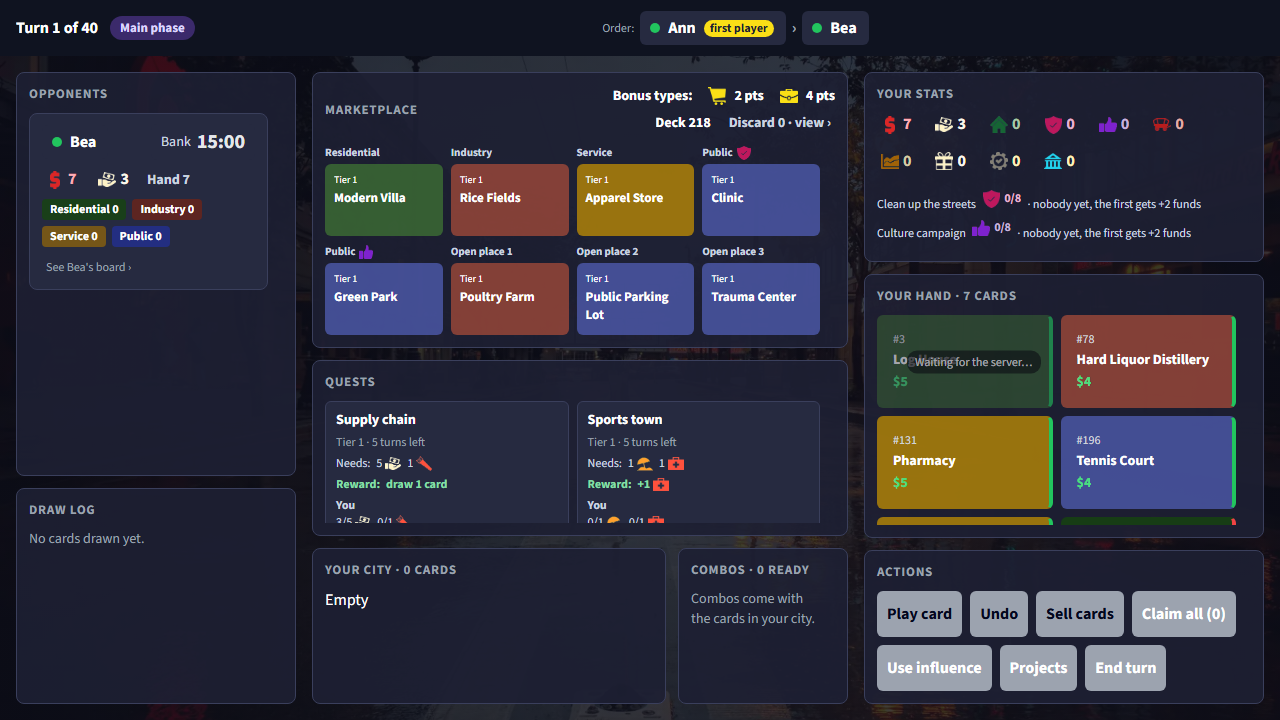 Turn 1 of 40 Main phase Order: Ann first player › Bea
OPPONENTS
Bea Bank 15:00
7 3 Hand 7
Residential 0 Industry 0
Service 0 Public 0
See Bea's board ›
DRAW LOG
No cards drawn yet.
MARKETPLACE
Bonus types: 2 pts 4 pts
Deck 218 Discard 0 · view ›
Residential Industry Service Public
Tier 1 Tier 1 Tier 1 Tier 1
Modern Villa Rice Fields Apparel Store Clinic
Public Open place 1 Open place 2 Open place 3
Tier 1 Tier 1 Tier 1 Tier 1
Green Park Poultry Farm Public Parking Trauma Center
Lot
QUESTS
Supply chain
Tier 1 · 5 turns left
Needs: 5 1
Reward: draw 1 card
You
3/5 0/1
Sports town
Tier 1 · 5 turns left
Needs: 1 1
Reward: +1
You
0/1 0/1
YOUR CITY · 0 CARDS
Empty
COMBOS · 0 READY
Combos come with
the cards in your city.
YOUR STATS
7 3 0 0 0 0
0 0 0 0
Clean up the streets 0/8 · nobody yet, the first gets +2 cards
Culture campaign 0/8 · nobody yet, the first gets +2 cards
YOUR HAND · 7 CARDS
#3
Waiting for the server…
$5
#78
Hard Liquor Distillery
$4
#131
Pharmacy
$5
#196
Tennis Court
$4
ACTIONS
Play card Undo Sell cards Claim all (0)
Use influence Projects End turn